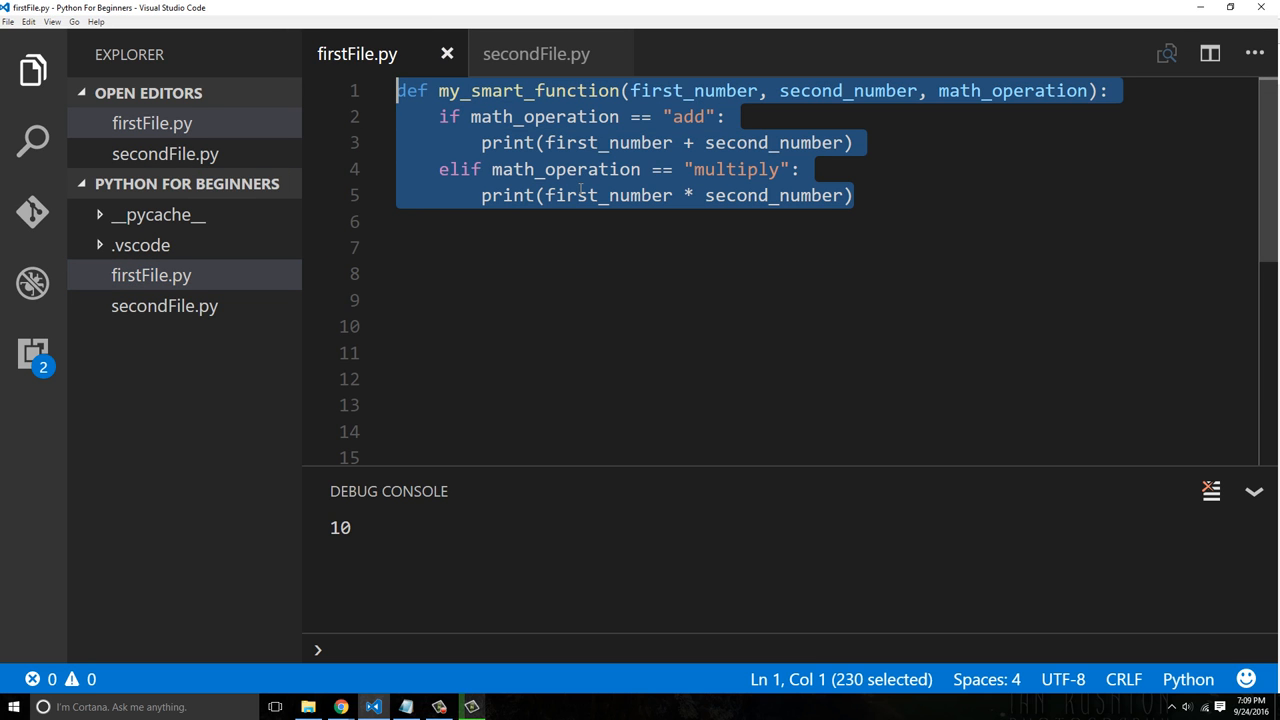 firstFile.py - Python For Beginners - Visual Studio Code
File Edit View Go Help
EXPLORER
firstFile.py
secondFile.py
OPEN EDITORS
firstFile.py
secondFile.py
PYTHON FOR BEGINNERS
__pycache__
.vscode
firstFile.py
secondFile.py
2
1 def my_smart_function(first_number, second_number, math_operation):
2 if math_operation == "add":
3 print(first_number + second_number)
4 elif math_operation == "multiply":
5 print(first_number * second_number)
6
7
8
9
10
11
12
13
14
15
DEBUG CONSOLE
10
0 0
Ln 1, Col 1 (230 selected) Spaces: 4 UTF-8 CRLF Python
I'm Cortana. Ask me anything.
IAN RUSHTON
7:09 PM
9/24/2016